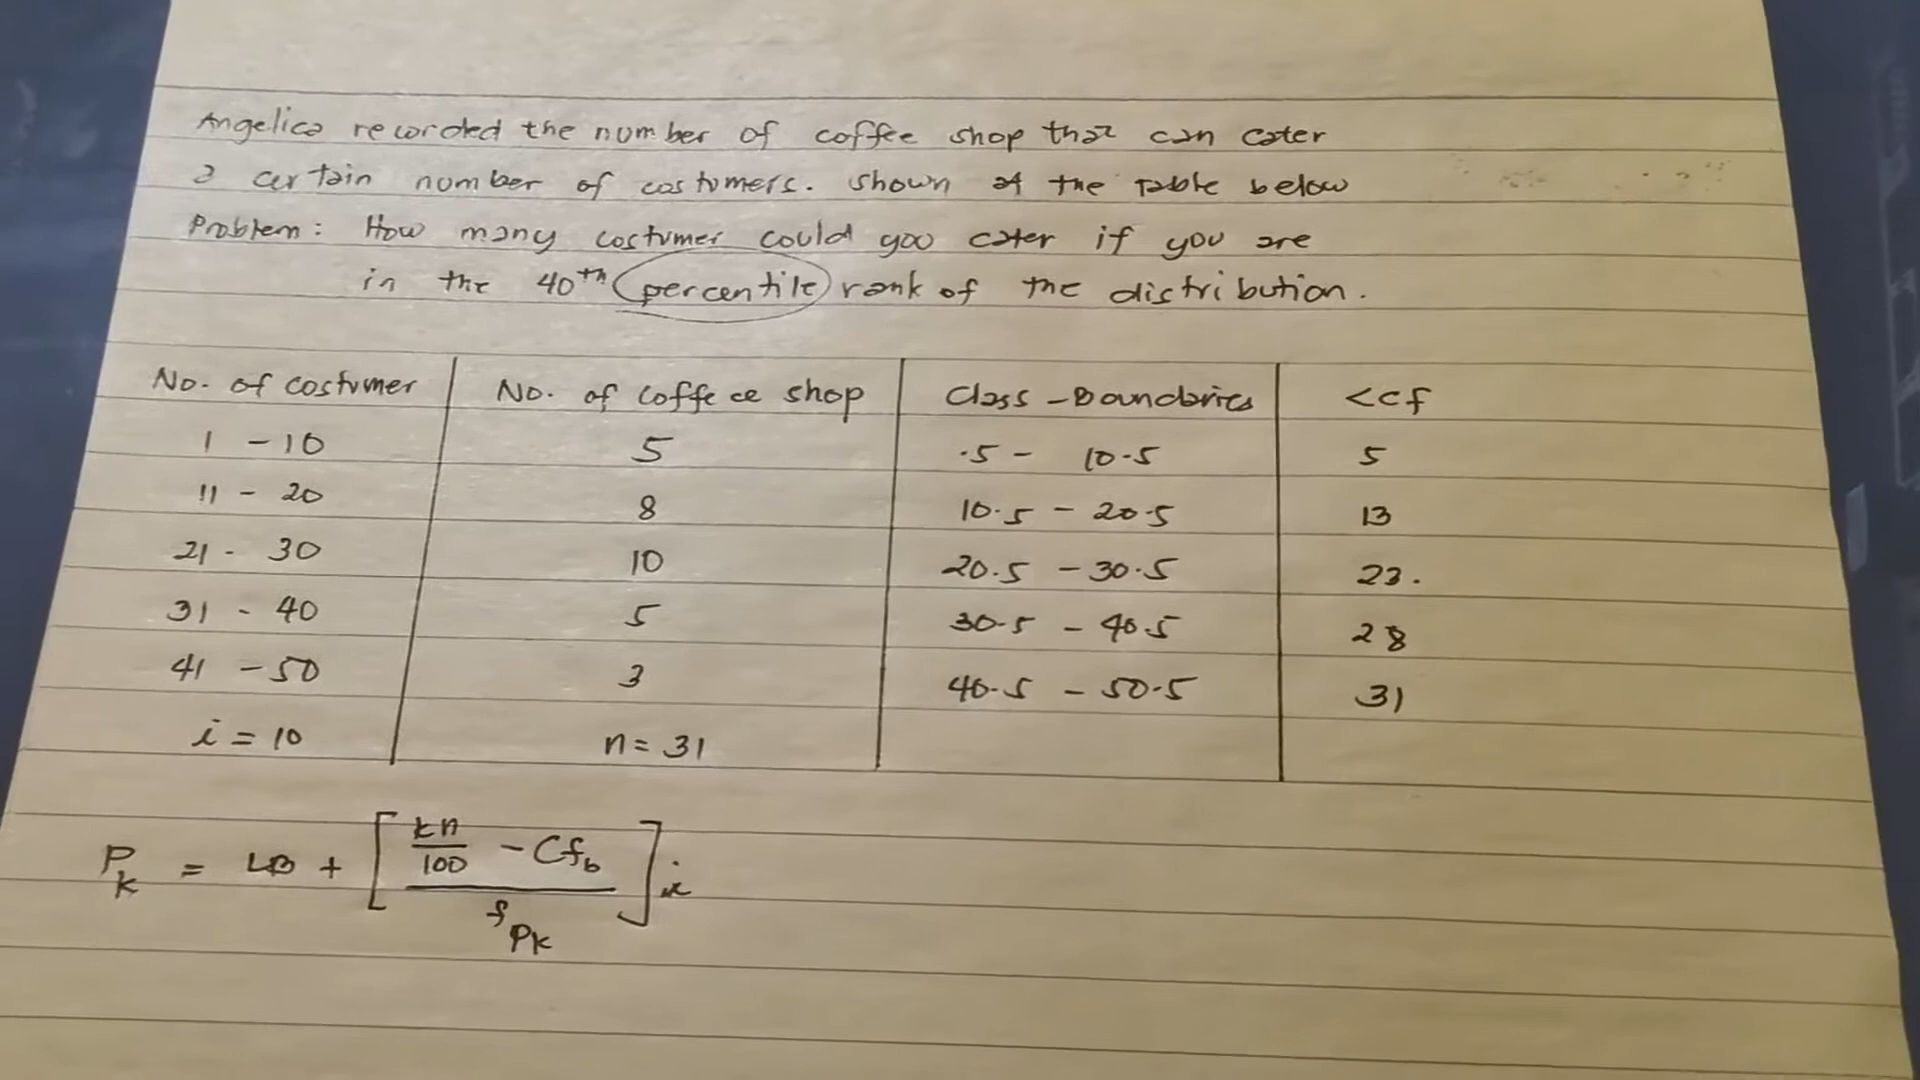 Angelica recorded the number of coffee shop that can cater
a certain number of costumers. shown at the table below
Problem: How many costumer could you cater if you are
in the 40th percentile rank of the distribution.
No. of costumer No. of coffece shop Class-Boundaries <cf
1 - 10 5 .5 - 10.5 5
11 - 20 8 10.5 - 20.5 13
21 - 30 10 20.5 - 30.5 23.
31 - 40 5 30.5 - 40.5 28
41 - 50 3 40.5 - 50.5 31
i = 10 n = 31
Pk = LB + [ (kn/100 - Cfb) / fPk ] i